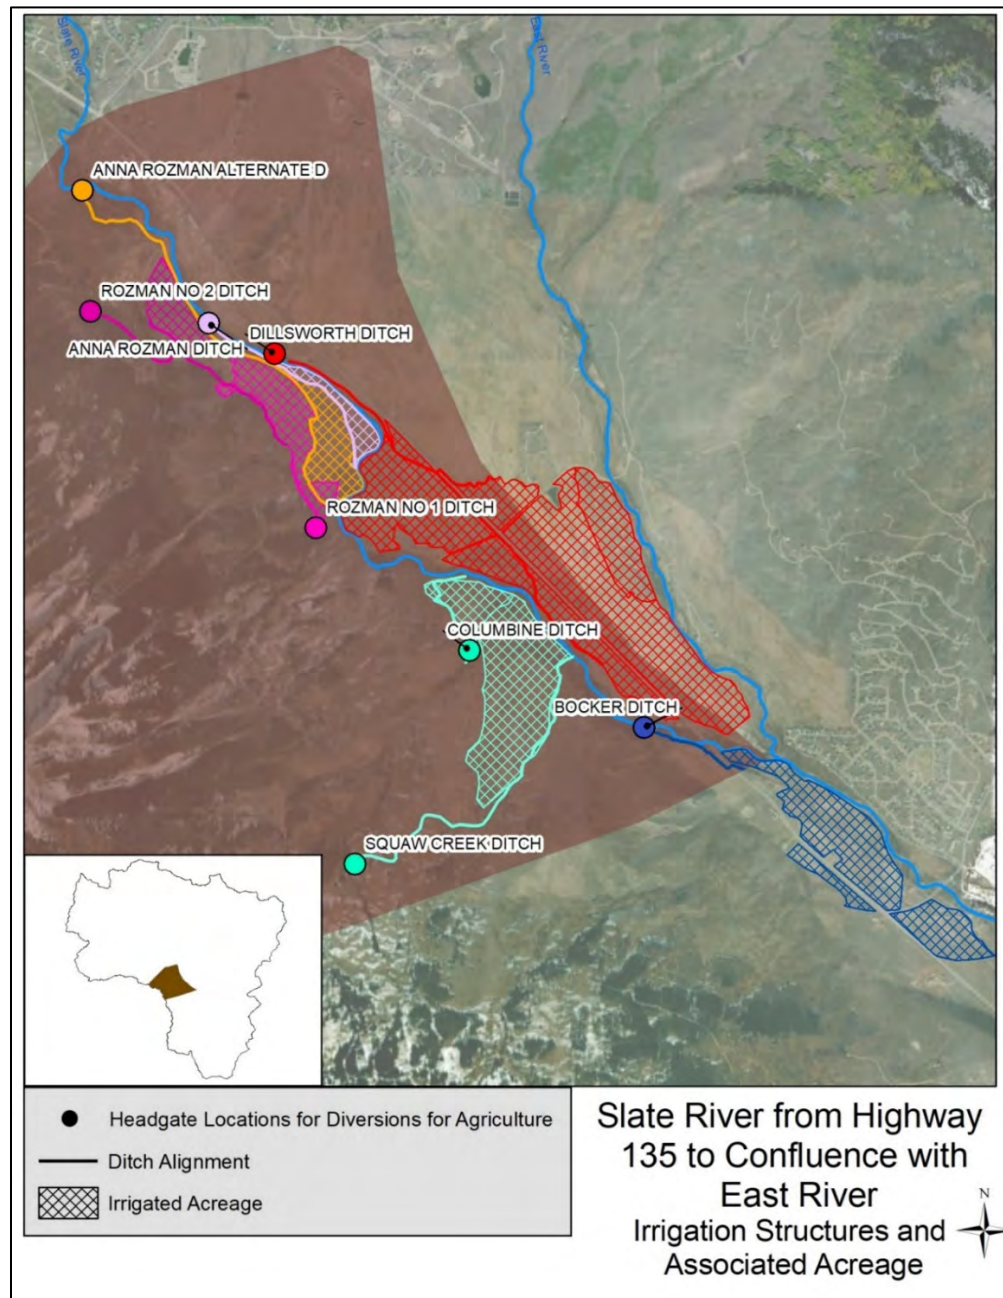 Slate River
East River
ANNA ROZMAN ALTERNATE D
ROZMAN NO 2 DITCH
DILLSWORTH DITCH
ANNA ROZMAN DITCH
ROZMAN NO 1 DITCH
COLUMBINE DITCH
BOCKER DITCH
SQUAW CREEK DITCH
Headgate Locations for Diversions for Agriculture
Ditch Alignment
Irrigated Acreage
Slate River from Highway
135 to Confluence with
East River
Irrigation Structures and
Associated Acreage
N